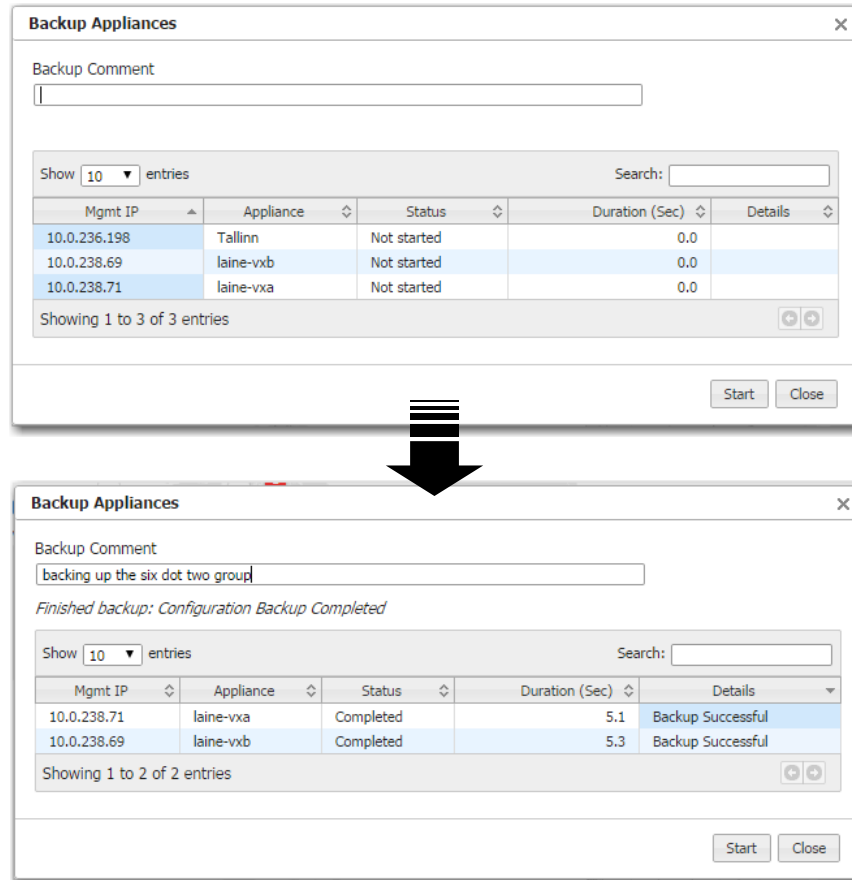 Backup Appliances ×
Backup Comment
Show 10 entries Search:
Mgmt IP Appliance Status Duration (Sec) Details
10.0.236.198 Tallinn Not started 0.0
10.0.238.69 laine-vxb Not started 0.0
10.0.238.71 laine-vxa Not started 0.0
Showing 1 to 3 of 3 entries
Start Close
Backup Appliances ×
Backup Comment
backing up the six dot two group
Finished backup: Configuration Backup Completed
Show 10 entries Search:
Mgmt IP Appliance Status Duration (Sec) Details
10.0.238.71 laine-vxa Completed 5.1 Backup Successful
10.0.238.69 laine-vxb Completed 5.3 Backup Successful
Showing 1 to 2 of 2 entries
Start Close